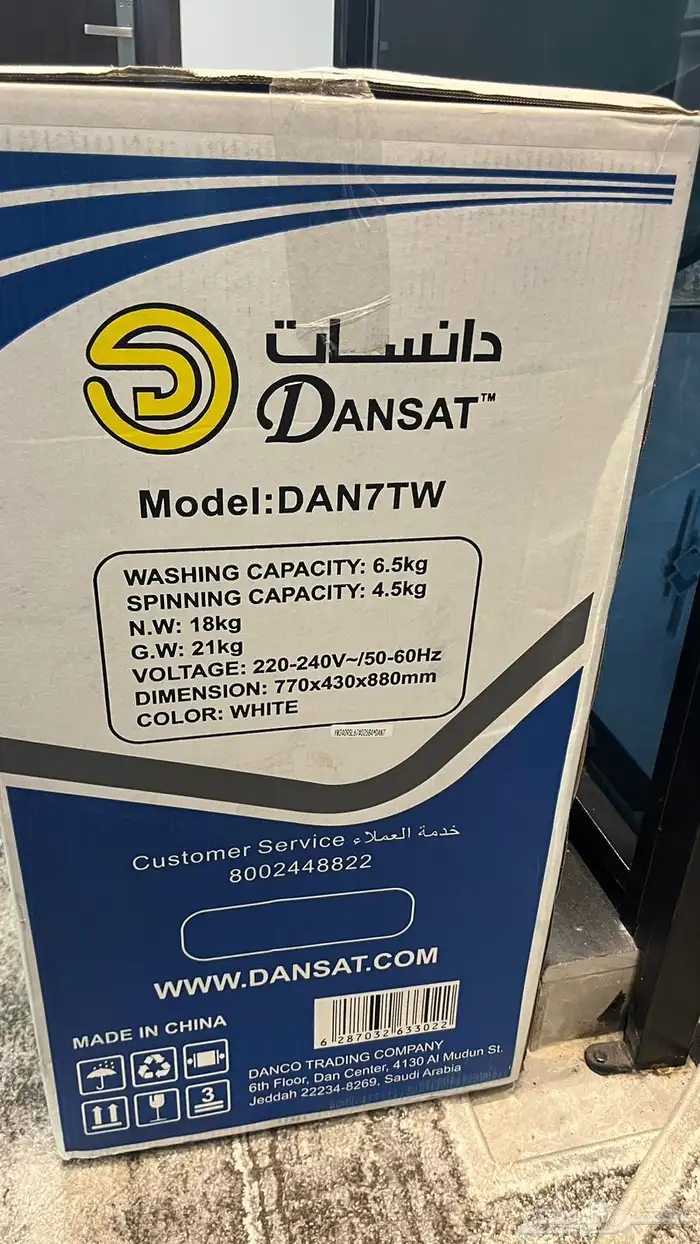 دانسات
DANSAT™
Model:DAN7TW
WASHING CAPACITY: 6.5kg
SPINNING CAPACITY: 4.5kg
N.W: 18kg
G.W: 21kg
VOLTAGE: 220-240V~/50-60Hz
DIMENSION: 770x430x880mm
COLOR: WHITE
Customer Service خدمة العملاء
8002448822
WWW.DANSAT.COM
MADE IN CHINA
6 287032 633022
3
DANCO TRADING COMPANY
6th Floor, Dan Center, 4130 Al Mudun St.
Jeddah 22234-8269, Saudi Arabia